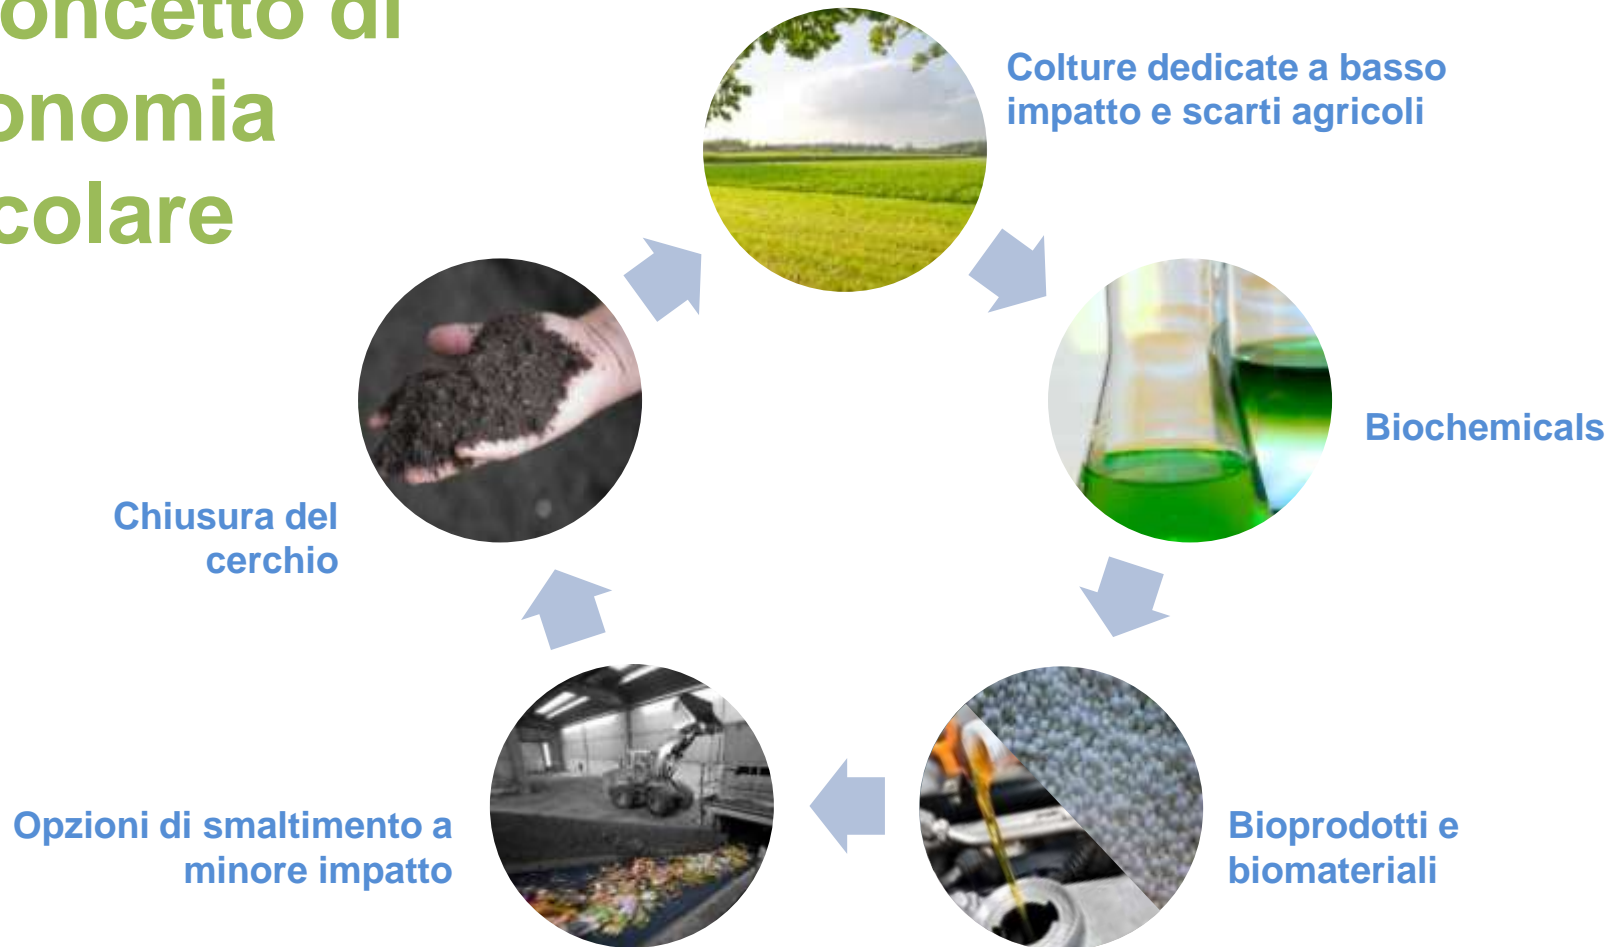 oncetto di
onomia
colare
Colture dedicate a basso
impatto e scarti agricoli
Biochemicals
Bioprodotti e
biomateriali
Opzioni di smaltimento a
minore impatto
Chiusura del
cerchio